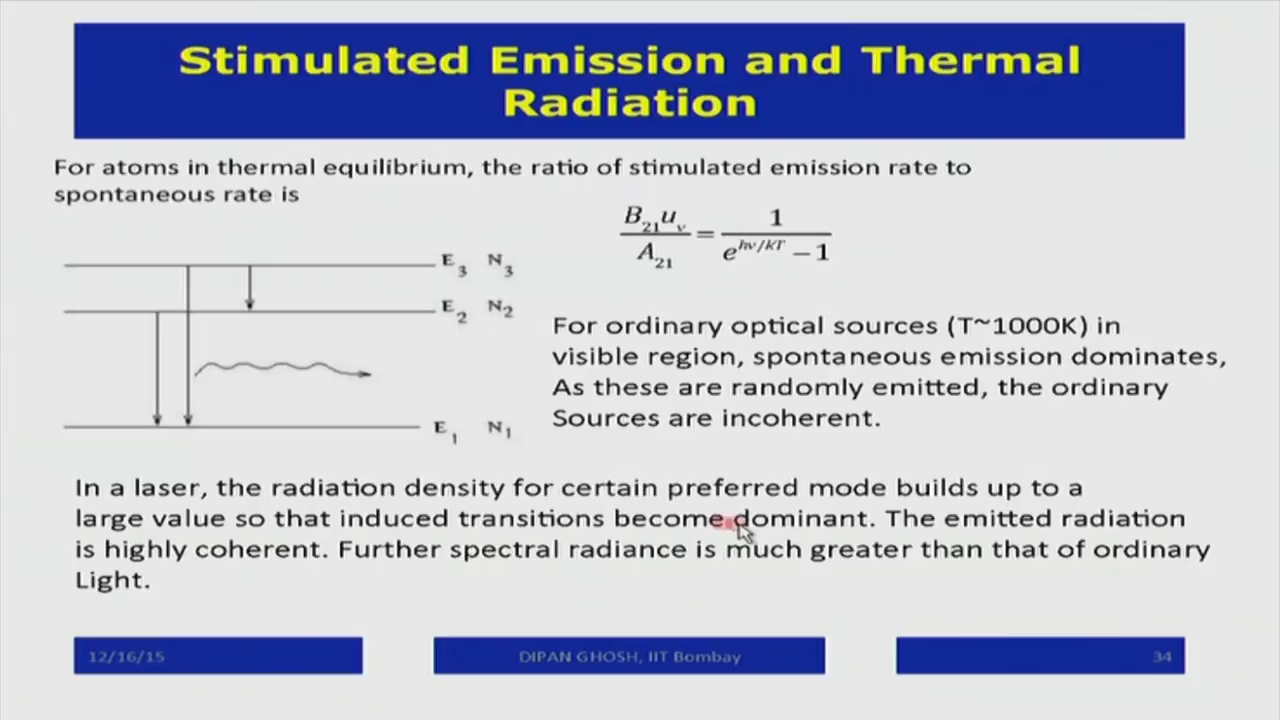 Stimulated Emission and Thermal
Radiation
For atoms in thermal equilibrium, the ratio of stimulated emission rate to
spontaneous rate is
B₂₁uᵥ / A₂₁ = 1 / (e^{hν/kT} − 1)
E₃ N₃
E₂ N₂
E₁ N₁
For ordinary optical sources (T~1000K) in
visible region, spontaneous emission dominates,
As these are randomly emitted, the ordinary
Sources are incoherent.
In a laser, the radiation density for certain preferred mode builds up to a
large value so that induced transitions become dominant. The emitted radiation
is highly coherent. Further spectral radiance is much greater than that of ordinary
Light.
12/16/15
DIPAN GHOSH, IIT Bombay
34